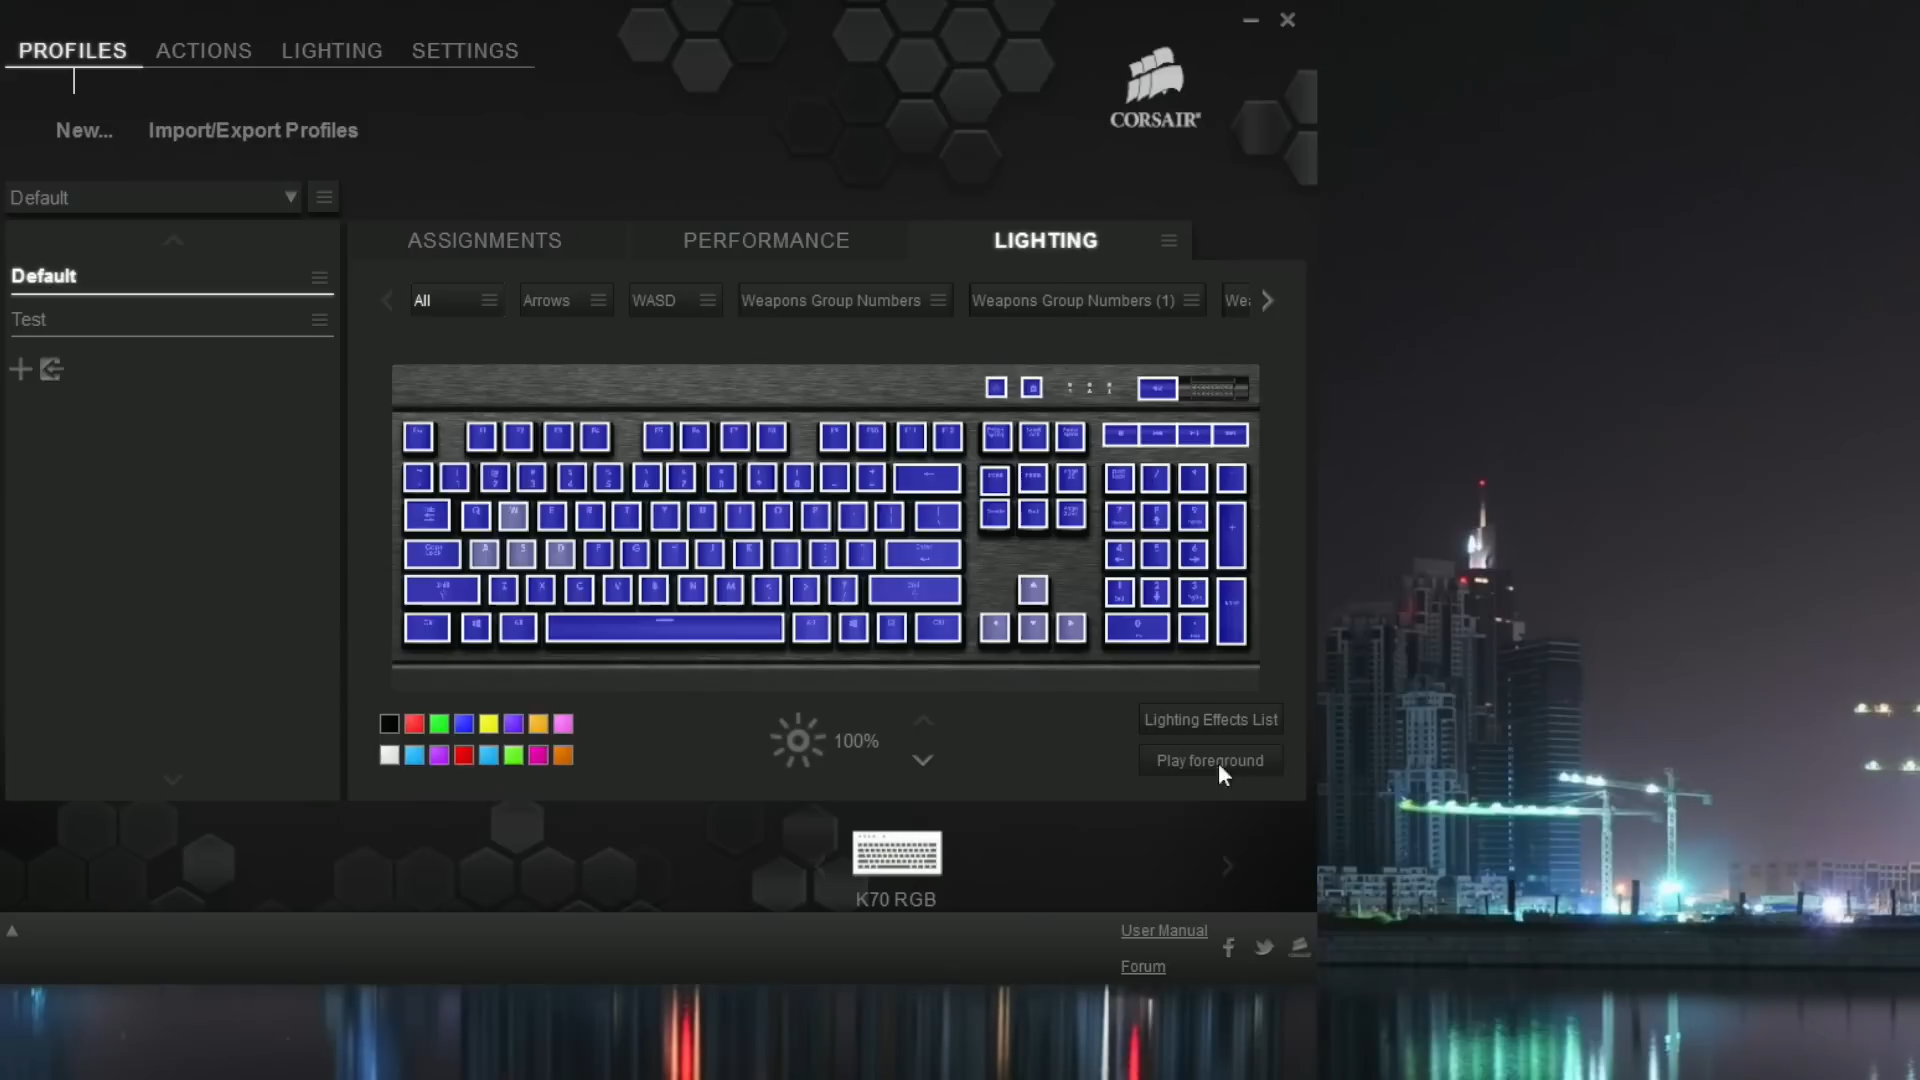 PROFILES ACTIONS LIGHTING SETTINGS
New... Import/Export Profiles
CORSAIR
Default
Default
Test
ASSIGNMENTS PERFORMANCE LIGHTING
All Arrows WASD Weapons Group Numbers Weapons Group Numbers (1) Wea
100%
Lighting Effects List
Play foreground
K70 RGB
User Manual
Forum